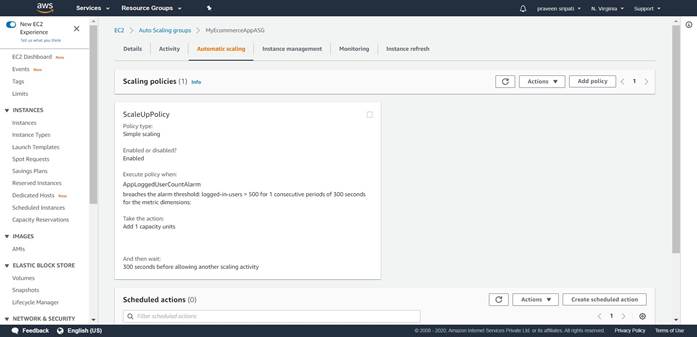 aws Services Resource Groups praveen sripati N. Virginia Support
New EC2 Experience
Tell us what you think
EC2 Dashboard New
Events New
Tags
Limits
INSTANCES
Instances
Instance Types
Launch Templates
Spot Requests
Savings Plans
Reserved Instances
Dedicated Hosts New
Scheduled Instances
Capacity Reservations
IMAGES
AMIs
ELASTIC BLOCK STORE
Volumes
Snapshots
Lifecycle Manager
NETWORK & SECURITY
EC2 > Auto Scaling groups > MyEcommerceAppASG
Details Activity Automatic scaling Instance management Monitoring Instance refresh
Scaling policies (1) Info Actions Add policy 1
ScaleUpPolicy
Policy type:
Simple scaling
Enabled or disabled?
Enabled
Execute policy when:
AppLoggedUserCountAlarm
breaches the alarm threshold: logged-in-users > 500 for 1 consecutive periods of 300 seconds
for the metric dimensions:
Take the action:
Add 1 capacity units
And then wait:
300 seconds before allowing another scaling activity
Scheduled actions (0) Actions Create scheduled action
Filter scheduled actions 1
Feedback English (US) © 2008 - 2020, Amazon Internet Services Private Ltd. or its affiliates. All rights reserved. Privacy Policy Terms of Use